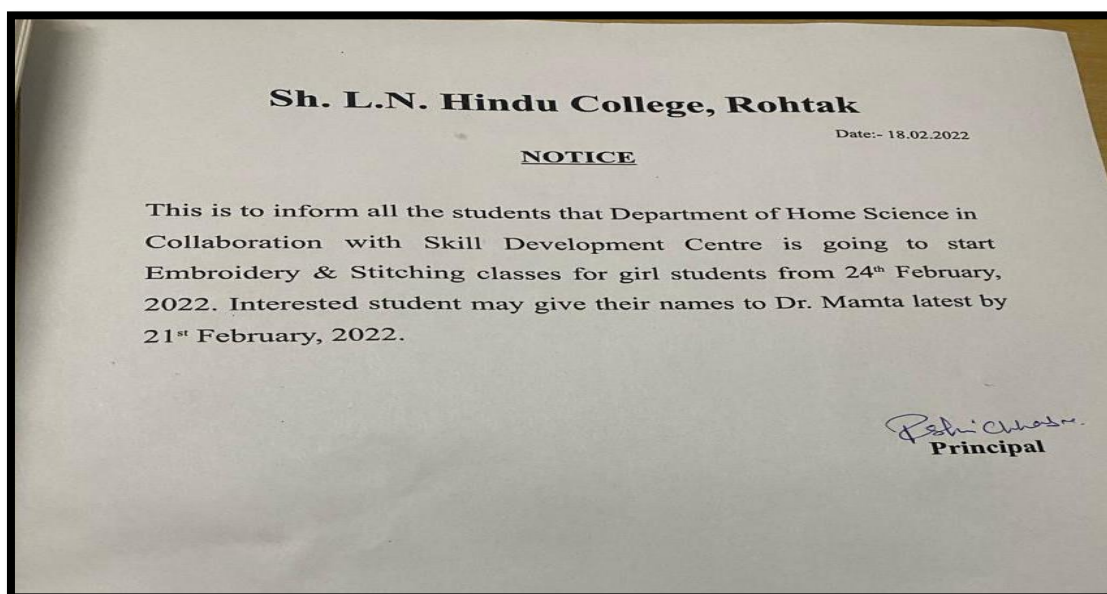 Sh. L.N. Hindu College, Rohtak
Date:- 18.02.2022
NOTICE
This is to inform all the students that Department of Home Science in
Collaboration with Skill Development Centre is going to start
Embroidery & Stitching classes for girl students from 24th February,
2022. Interested student may give their names to Dr. Mamta latest by
21st February, 2022.
Principal